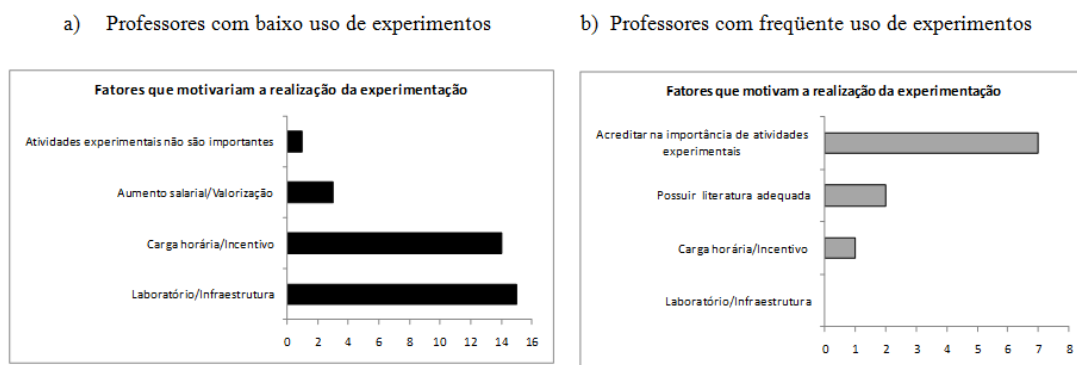 a) Professores com baixo uso de experimentos
Fatores que motivariam a realização da experimentação
Atividades experimentais não são importantes
Aumento salarial/Valorização
Carga horária/Incentivo
Laboratório/Infraestrutura
0 2 4 6 8 10 12 14 16
b) Professores com freqüente uso de experimentos
Fatores que motivam a realização da experimentação
Acreditar na importância de atividades
experimentais
Possuir literatura adequada
Carga horária/Incentivo
Laboratório/Infraestrutura
0 1 2 3 4 5 6 7 8